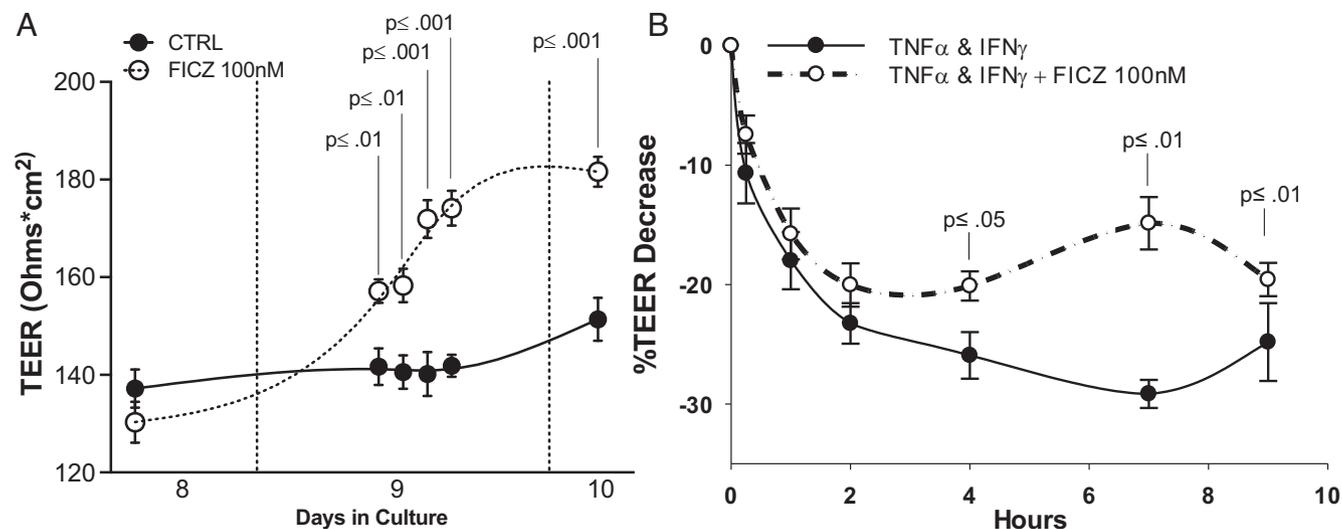 A
CTRL
FICZ 100nM
p≤ .001
p≤ .001
p≤ .01
p≤ .01
p≤ .001
200
180
160
140
120
TEER (Ohms*cm2)
8
9
10
Days in Culture
B
TNFα & IFNγ
TNFα & IFNγ + FICZ 100nM
0
-10
-20
-30
%TEER Decrease
p≤ .05
p≤ .01
p≤ .01
0
2
4
6
8
10
Hours